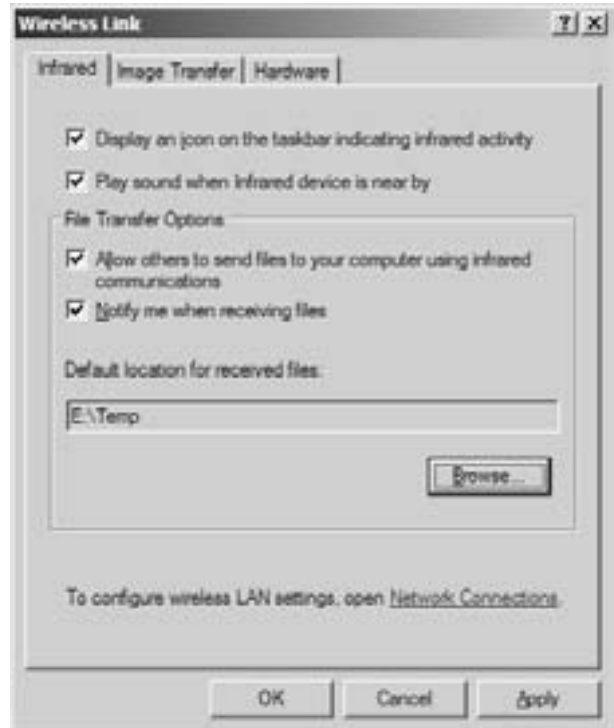 Wireless Link
Infrared Image Transfer Hardware
Display an icon on the taskbar indicating infrared activity
Play sound when Infrared device is near by
File Transfer Options
Allow others to send files to your computer using infrared
communications
Notify me when receiving files
Default location for received files:
E:\Temp
Browse...
To configure wireless LAN settings, open Network Connections.
OK Cancel Apply